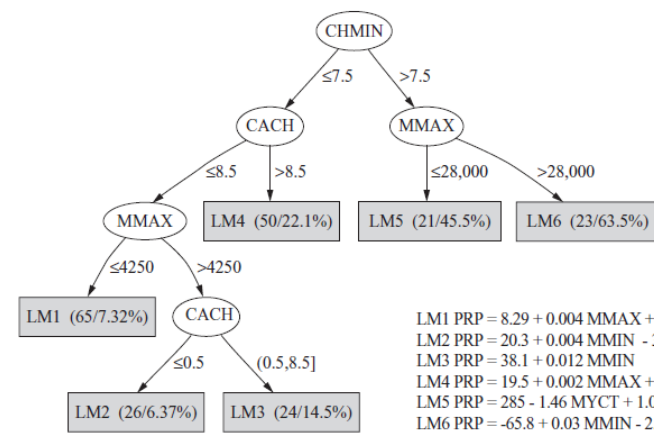 CHMIN
≤7.5 >7.5
CACH MMAX
≤8.5 >8.5 ≤28,000 >28,000
MMAX LM4 (50/22.1%) LM5 (21/45.5%) LM6 (23/63.5%)
≤4250 >4250
LM1 (65/7.32%) CACH
≤0.5 (0.5,8.5]
LM2 (26/6.37%) LM3 (24/14.5%)
LM1 PRP = 8.29 + 0.004 MMAX +
LM2 PRP = 20.3 + 0.004 MMIN -
LM3 PRP = 38.1 + 0.012 MMIN
LM4 PRP = 19.5 + 0.002 MMAX +
LM5 PRP = 285 - 1.46 MYCT + 1.0
LM6 PRP = -65.8 + 0.03 MMIN - 2